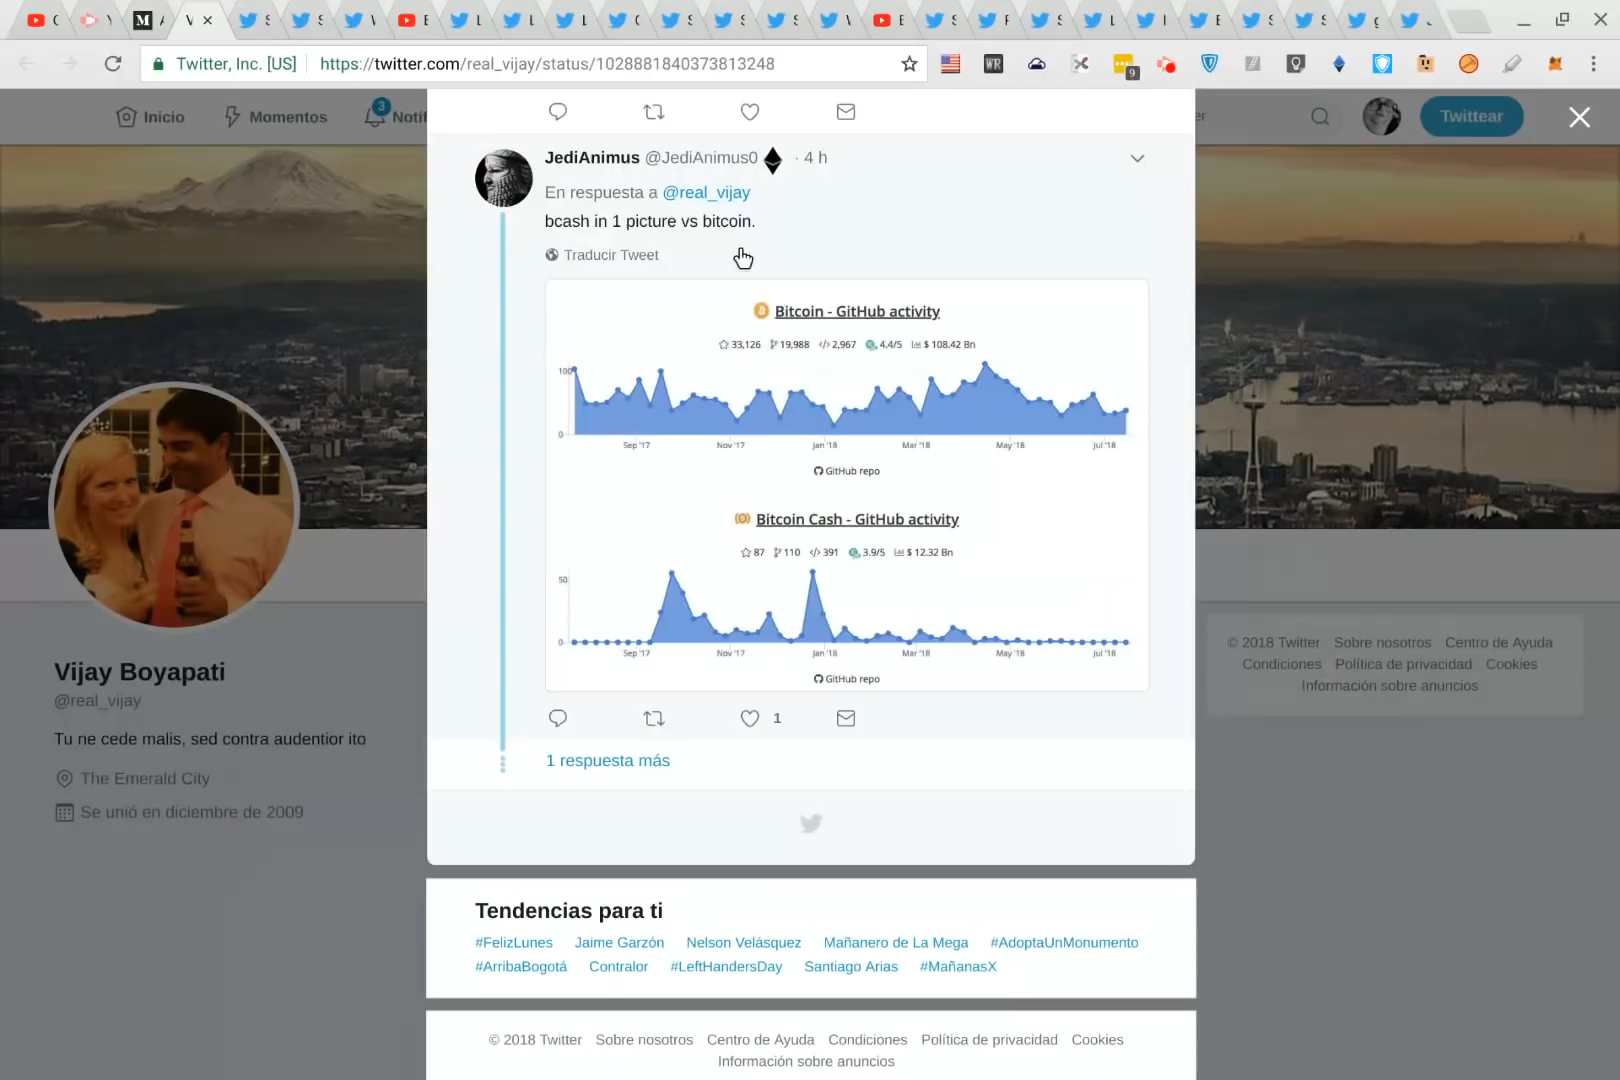 Twitter, Inc. [US] https://twitter.com/real_vijay/status/1028881840373813248
9
Inicio
Momentos
3
Notif
er
Twittear
JediAnimus @JediAnimus0 · 4 h
En respuesta a @real_vijay
bcash in 1 picture vs bitcoin.
Traducir Tweet
Bitcoin - GitHub activity
33,126 19,988 </> 2,967 4.4/5 $ 108.42 Bn
100
0
Sep '17 Nov '17 Jan '18 Mar '18 May '18 Jul '18
GitHub repo
Bitcoin Cash - GitHub activity
87 110 </> 391 3.9/5 $ 12.32 Bn
50
0
Sep '17 Nov '17 Jan '18 Mar '18 May '18 Jul '18
GitHub repo
1
1 respuesta más
Vijay Boyapati
@real_vijay
Tu ne cede malis, sed contra audentior ito
The Emerald City
Se unió en diciembre de 2009
© 2018 Twitter Sobre nosotros Centro de Ayuda
Condiciones Política de privacidad Cookies
Información sobre anuncios
Tendencias para ti
#FelizLunes Jaime Garzón Nelson Velásquez Mañanero de La Mega #AdoptaUnMonumento
#ArribaBogotá Contralor #LeftHandersDay Santiago Arias #MañanasX
© 2018 Twitter Sobre nosotros Centro de Ayuda Condiciones Política de privacidad Cookies
Información sobre anuncios